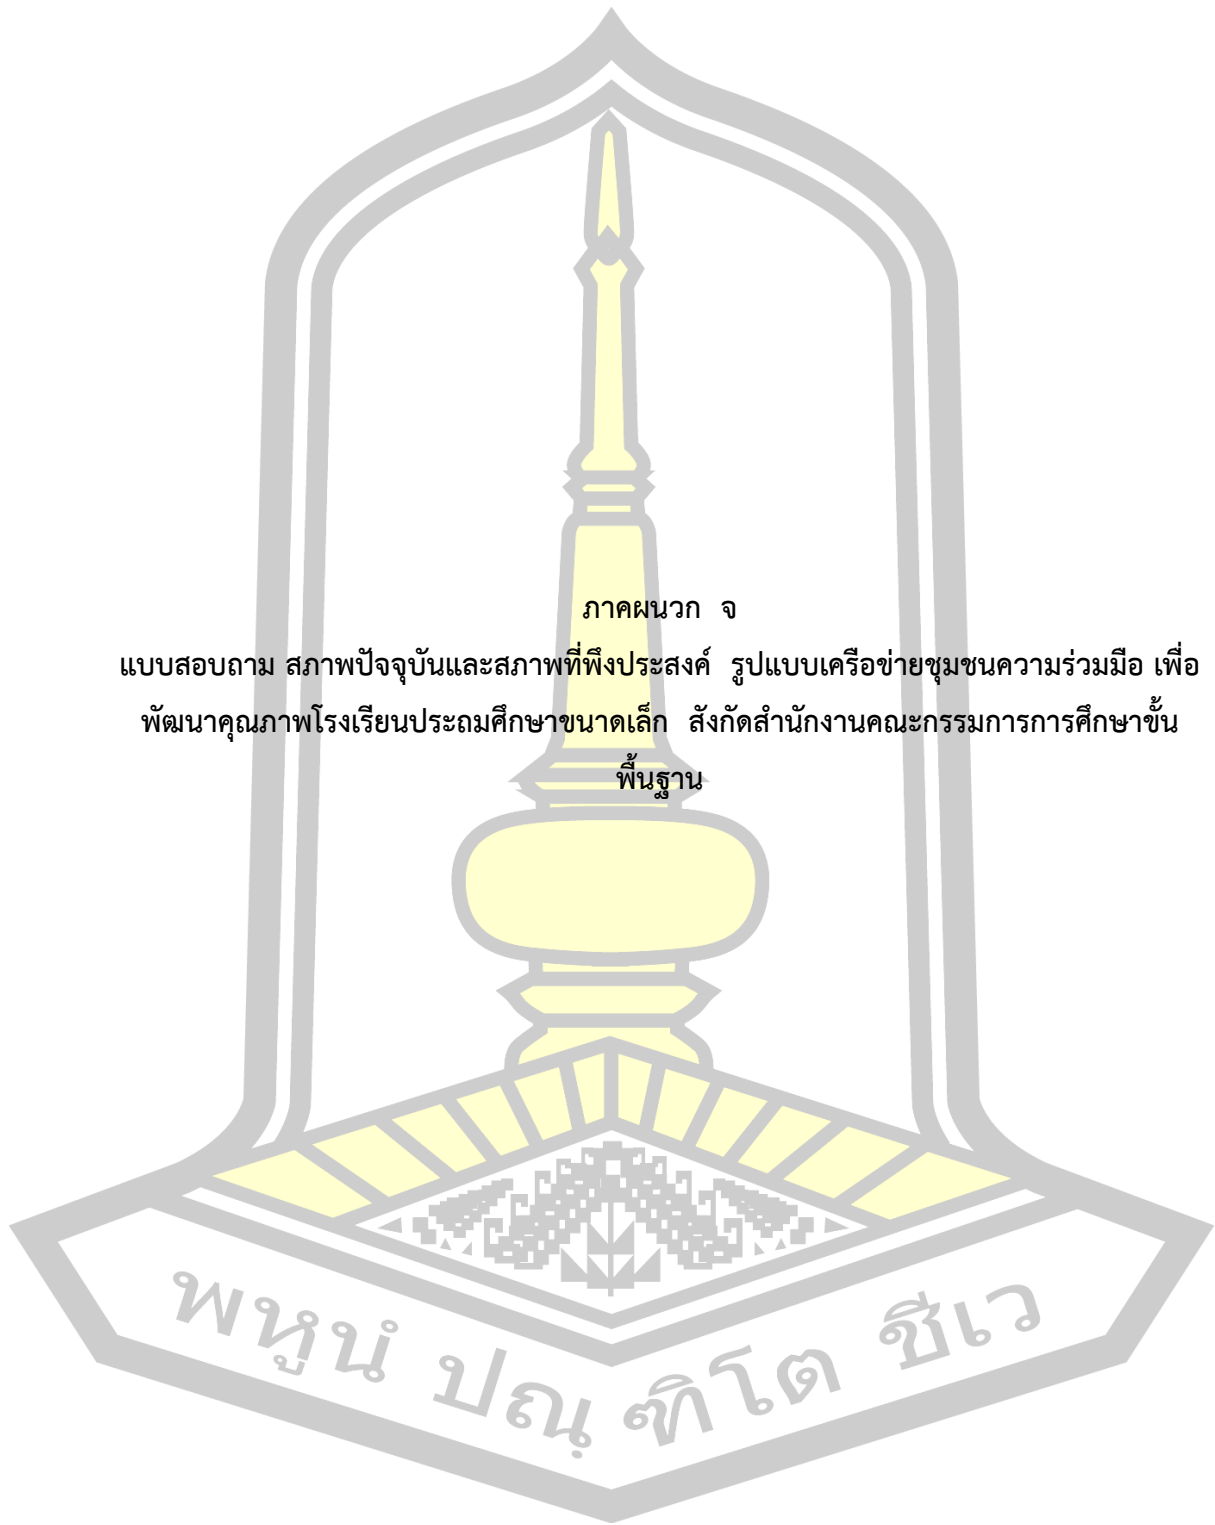 ภาคผนวก จ
แบบสอบถาม สภาพปัจจุบันและสภาพที่พึงประสงค์ รูปแบบเครือข่ายชุมชนความร่วมมือ เพื่อ
พัฒนาคุณภาพโรงเรียนประถมศึกษาขนาดเล็ก สังกัดสำนักงานคณะกรรมการการศึกษาขั้น
พื้นฐาน
พหูนํ ปณฺ ฑิโต ชีเว